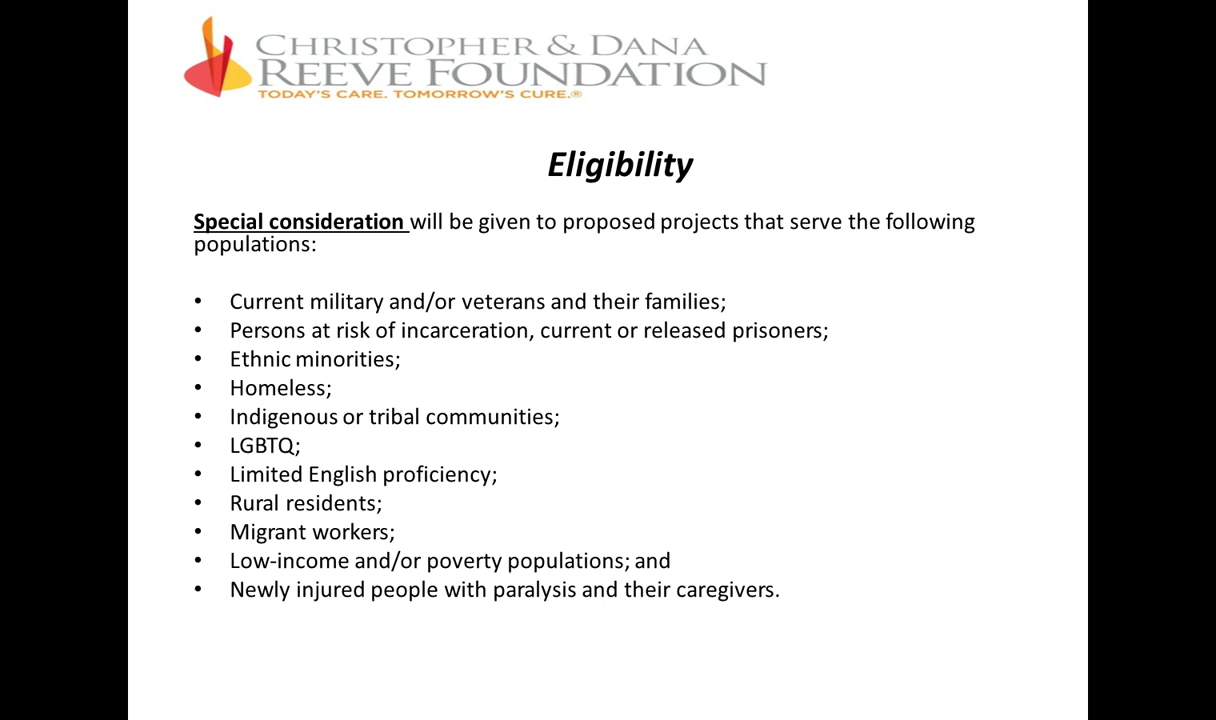 CHRISTOPHER & DANA
REEVE FOUNDATION
TODAY'S CARE. TOMORROW'S CURE.®
Eligibility
Special consideration will be given to proposed projects that serve the following
populations:
• Current military and/or veterans and their families;
• Persons at risk of incarceration, current or released prisoners;
• Ethnic minorities;
• Homeless;
• Indigenous or tribal communities;
• LGBTQ;
• Limited English proficiency;
• Rural residents;
• Migrant workers;
• Low-income and/or poverty populations; and
• Newly injured people with paralysis and their caregivers.